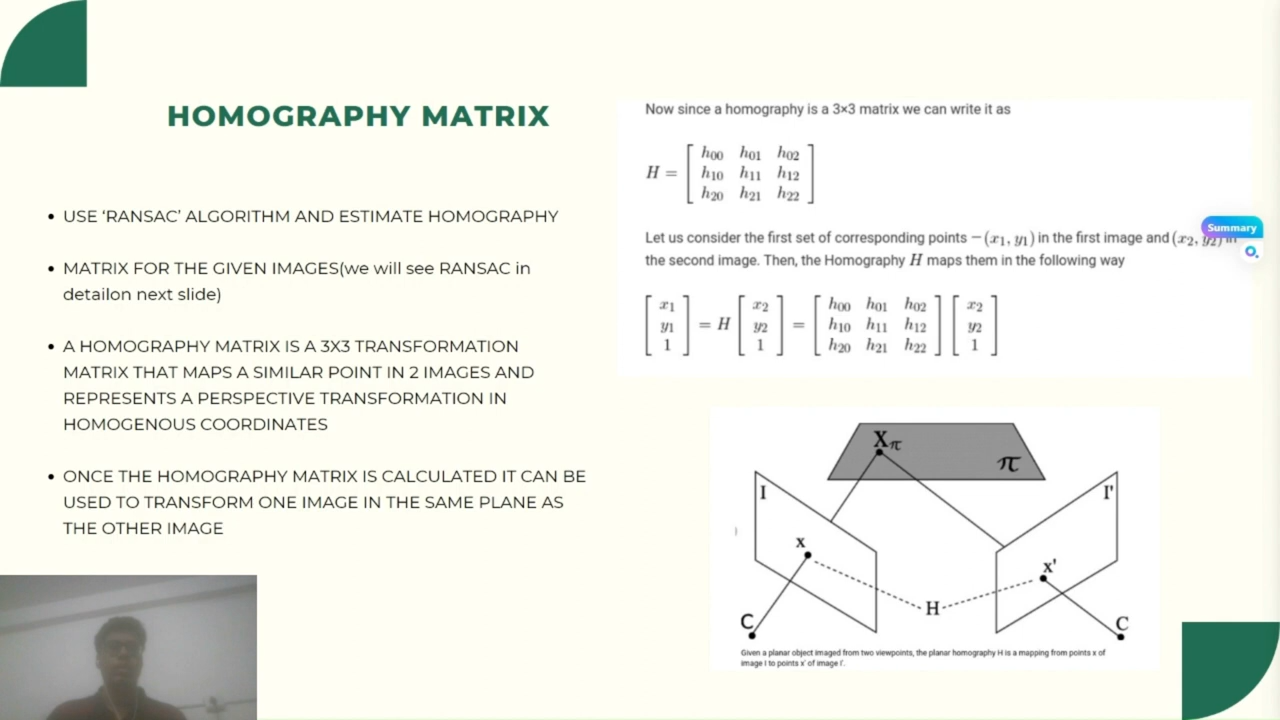 HOMOGRAPHY MATRIX
• USE ‘RANSAC’ ALGORITHM AND ESTIMATE HOMOGRAPHY
• MATRIX FOR THE GIVEN IMAGES(we will see RANSAC in
detailon next slide)
• A HOMOGRAPHY MATRIX IS A 3X3 TRANSFORMATION
MATRIX THAT MAPS A SIMILAR POINT IN 2 IMAGES AND
REPRESENTS A PERSPECTIVE TRANSFORMATION IN
HOMOGENOUS COORDINATES
• ONCE THE HOMOGRAPHY MATRIX IS CALCULATED IT CAN BE
USED TO TRANSFORM ONE IMAGE IN THE SAME PLANE AS
THE OTHER IMAGE
Now since a homography is a 3×3 matrix we can write it as
h00 h01 h02
H = h10 h11 h12
h20 h21 h22
Let us consider the first set of corresponding points − (x1, y1) in the first image and (x2, y2) in
Summary
the second image. Then, the Homography H maps them in the following way
x1 x2 h00 h01 h02 x2
y1 = H y2 = h10 h11 h12 y2
1 1 h20 h21 h22 1
Xπ
π
I
I'
x
x'
H
C
C
Given a planar object imaged from two viewpoints, the planar homography H is a mapping from points x of
image I to points x' of image I'.